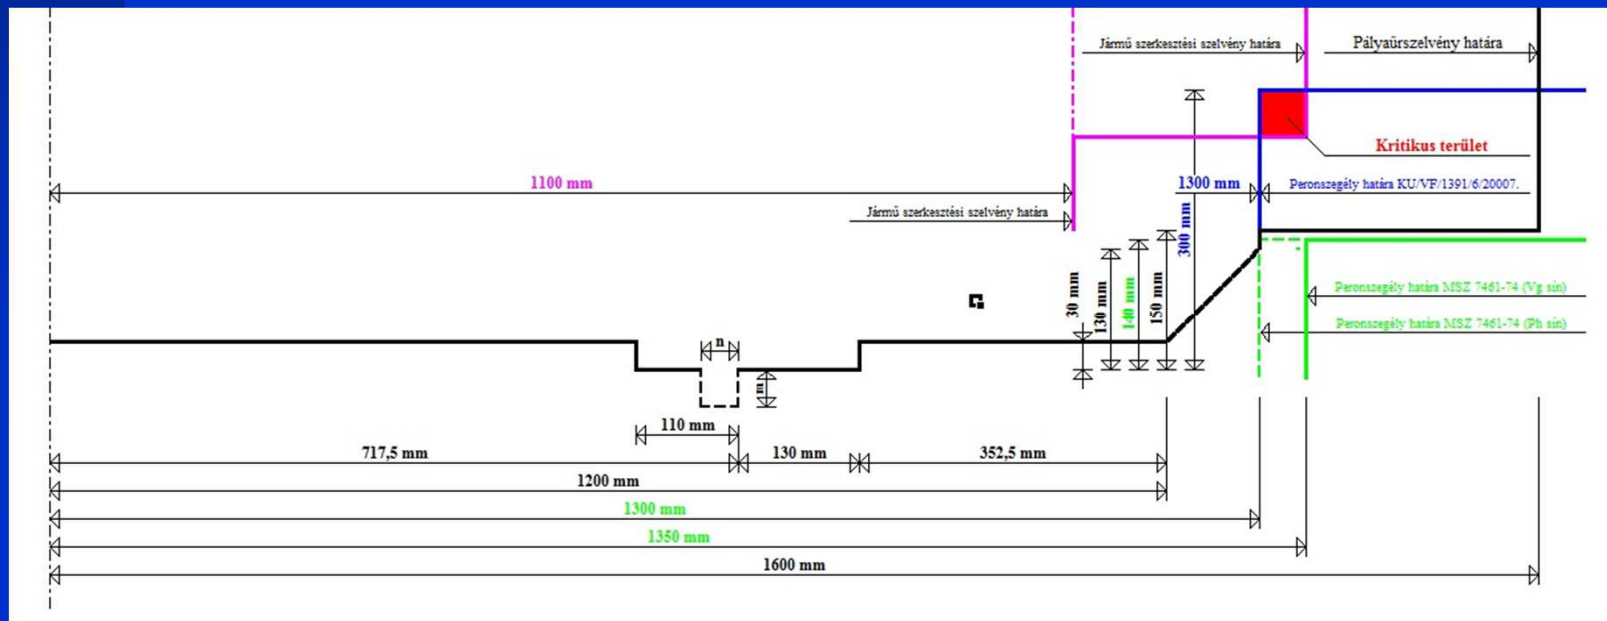 Jármű szerkesztési szelvény határa
Pályaűrszelvény határa
Kritikus terület
1100 mm
1300 mm
Peronszegély határa KU/VF/1391/6/20007.
Jármű szerkesztési szelvény határa
30 mm
130 mm
140 mm
150 mm
300 mm
Peronszegély határa MSZ 7461-74 (Vg sín)
Peronszegély határa MSZ 7461-74 (Ph sín)
n
m
110 mm
717,5 mm
130 mm
352,5 mm
1200 mm
1300 mm
1350 mm
1600 mm